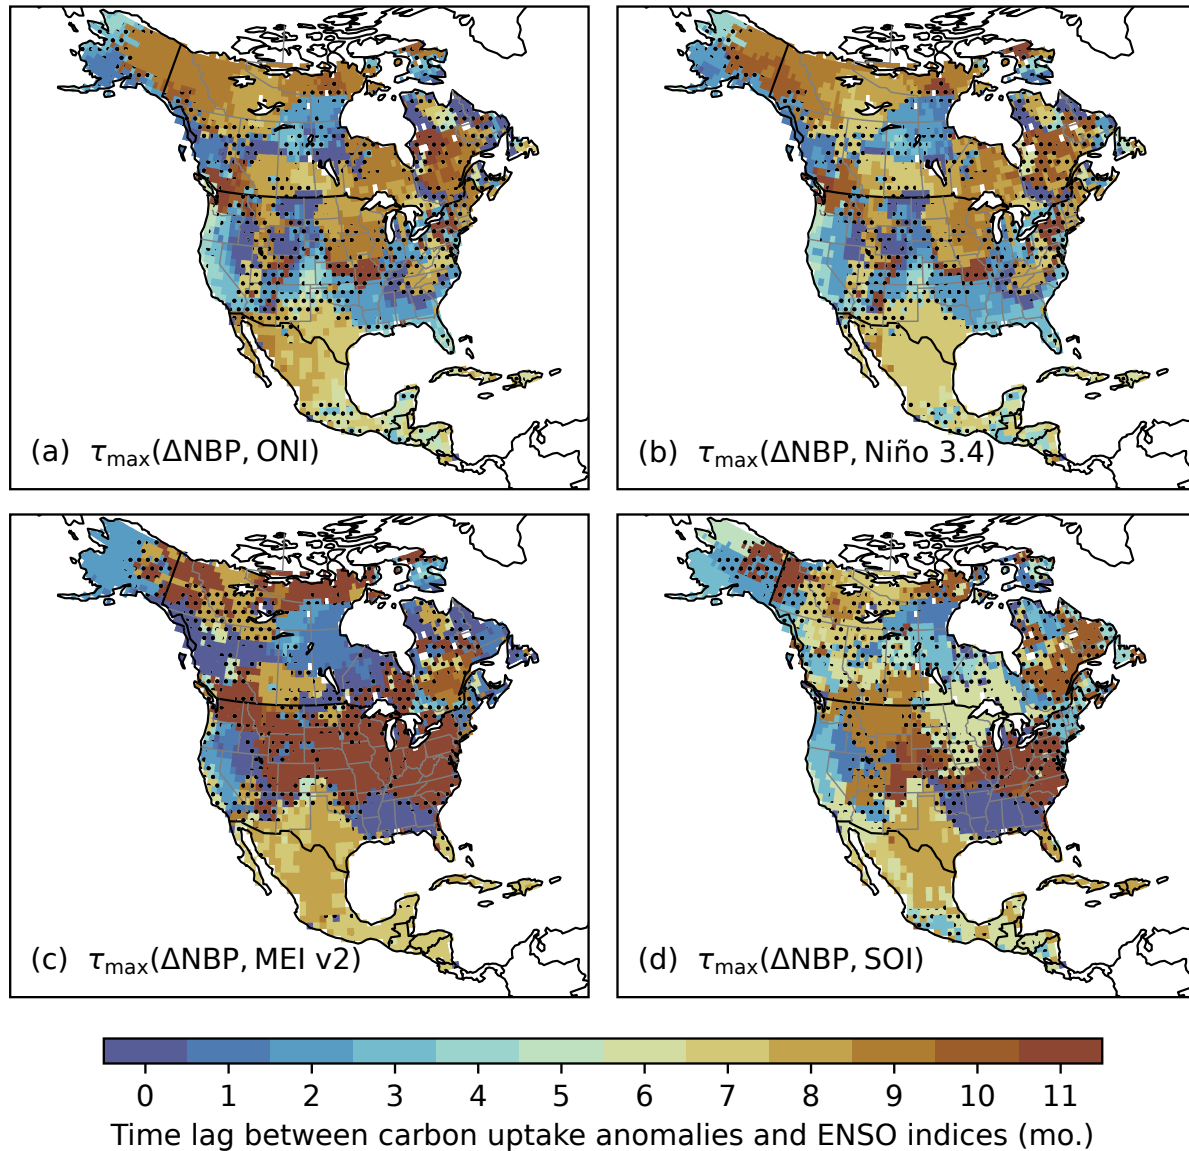 (a) τmax(ΔNBP, ONI)
(b) τmax(ΔNBP, Niño 3.4)
(c) τmax(ΔNBP, MEI v2)
(d) τmax(ΔNBP, SOI)
0 1 2 3 4 5 6 7 8 9 10 11
Time lag between carbon uptake anomalies and ENSO indices (mo.)